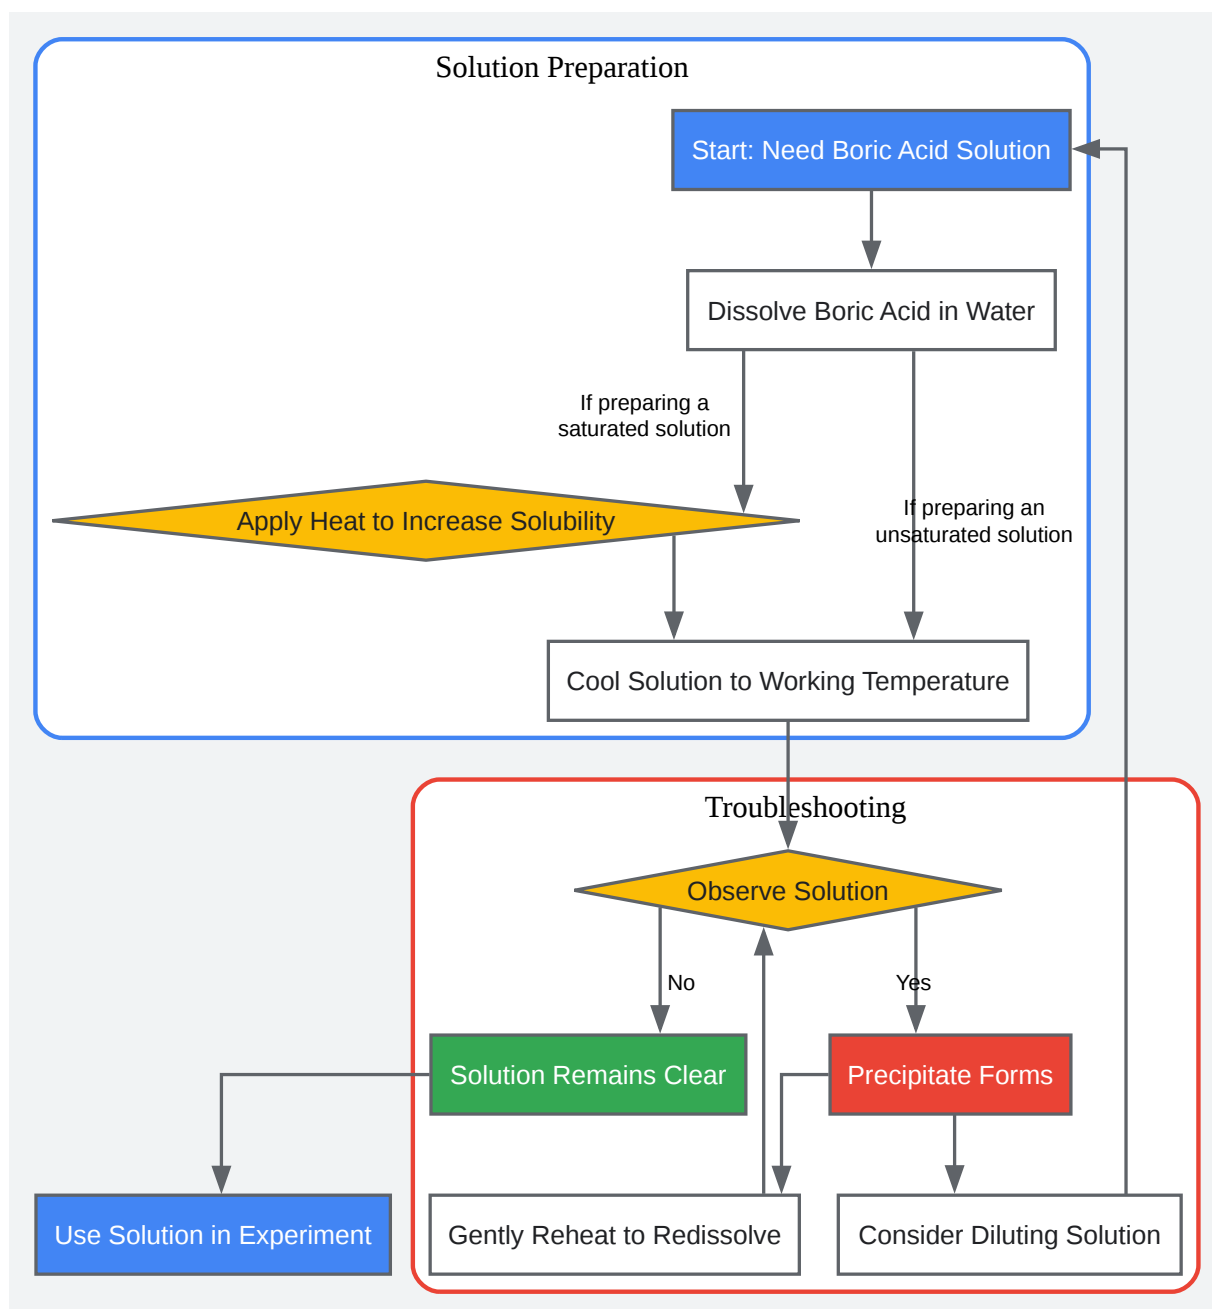 Solution Preparation
Start: Need Boric Acid Solution
Dissolve Boric Acid in Water
If preparing a
saturated solution
If preparing an
unsaturated solution
Apply Heat to Increase Solubility
Cool Solution to Working Temperature
Troubleshooting
Observe Solution
No
Yes
Solution Remains Clear
Precipitate Forms
Use Solution in Experiment
Gently Reheat to Redissolve
Consider Diluting Solution